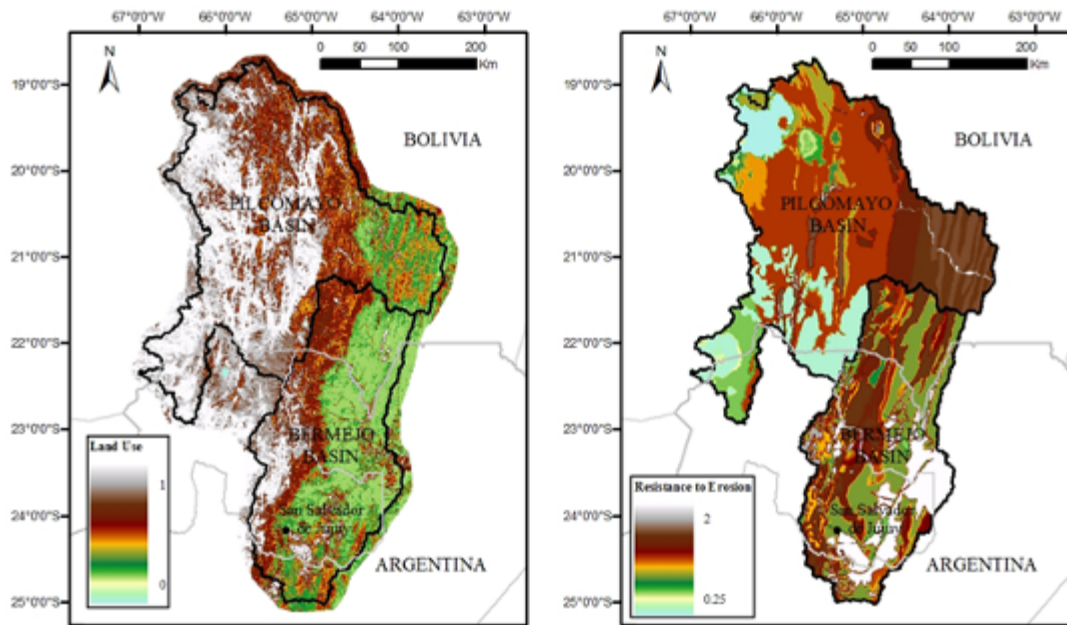 67°0'0"W 66°0'0"W 65°0'0"W 64°0'0"W 63°0'0"W
N
0 50 100 200
Km
19°0'0"S
20°0'0"S
21°0'0"S
22°0'0"S
23°0'0"S
24°0'0"S
25°0'0"S
BOLIVIA
PILCOMAYO
BASIN
BERMEJO
BASIN
San Salvador
de Jujuy
ARGENTINA
Land Use
1
0
67°0'0"W 66°0'0"W 65°0'0"W 64°0'0"W 63°0'0"W
N
0 50 100 200
Km
19°0'0"S
20°0'0"S
21°0'0"S
22°0'0"S
23°0'0"S
24°0'0"S
25°0'0"S
BOLIVIA
PILCOMAYO
BASIN
BERMEJO
BASIN
San Salvador
de Jujuy
ARGENTINA
Resistance to Erosion
2
0.25